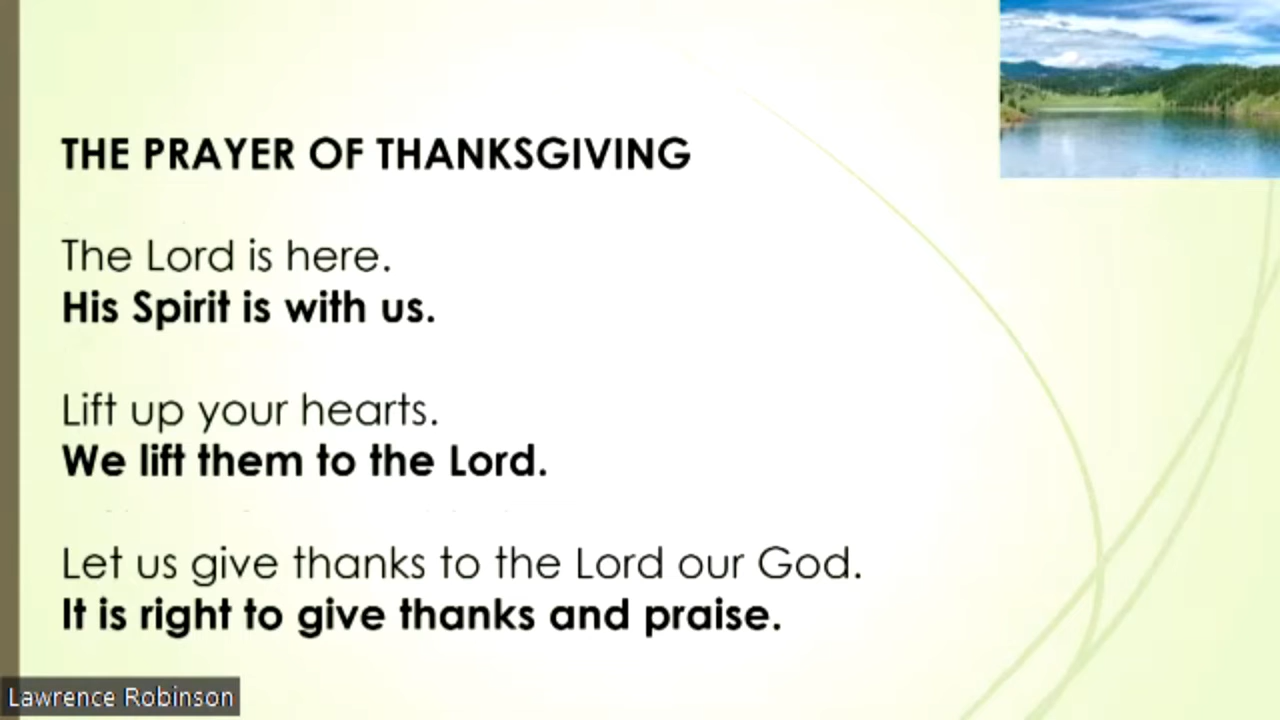 THE PRAYER OF THANKSGIVING
The Lord is here.
His Spirit is with us.
Lift up your hearts.
We lift them to the Lord.
Let us give thanks to the Lord our God.
It is right to give thanks and praise.
Lawrence Robinson